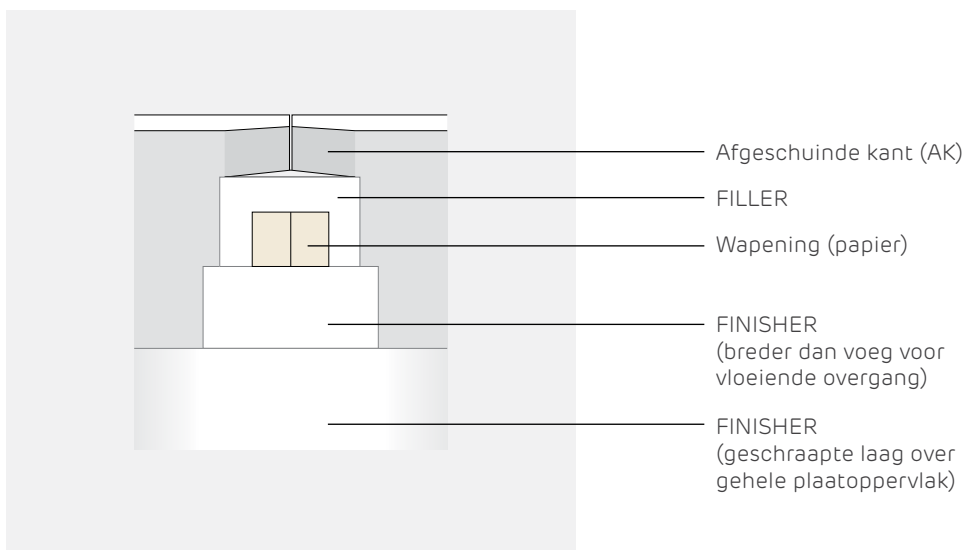 Afgeschuinde kant (AK)
FILLER
Wapening (papier)
FINISHER
(breder dan voeg voor
vloeiende overgang)
FINISHER
(geschraapte laag over
gehele plaatoppervlak)